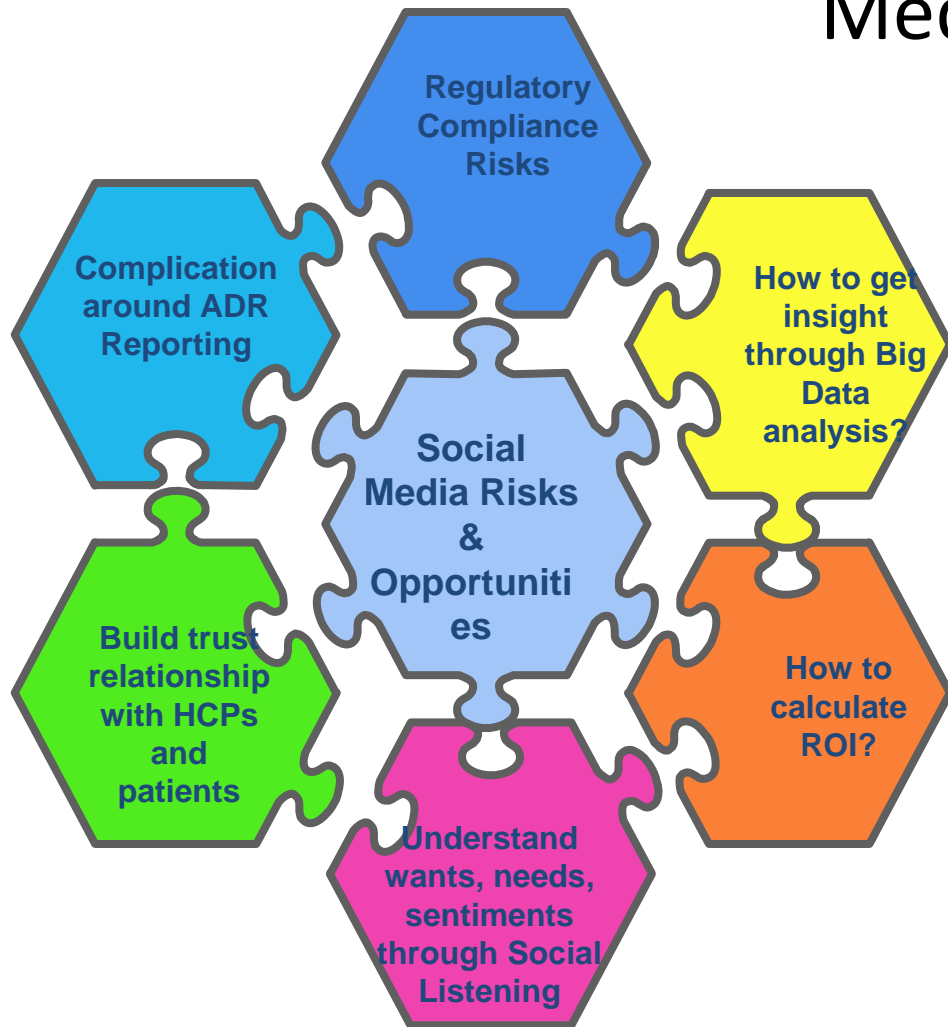 Med
Regulatory
Compliance
Risks
Complication
around ADR
Reporting
How to get
insight
through Big
Data
analysis?
Social
Media Risks
&
Opportuniti
es
Build trust
relationship
with HCPs
and
patients
How to
calculate
ROI?
Understand
wants, needs,
sentiments
through Social
Listening